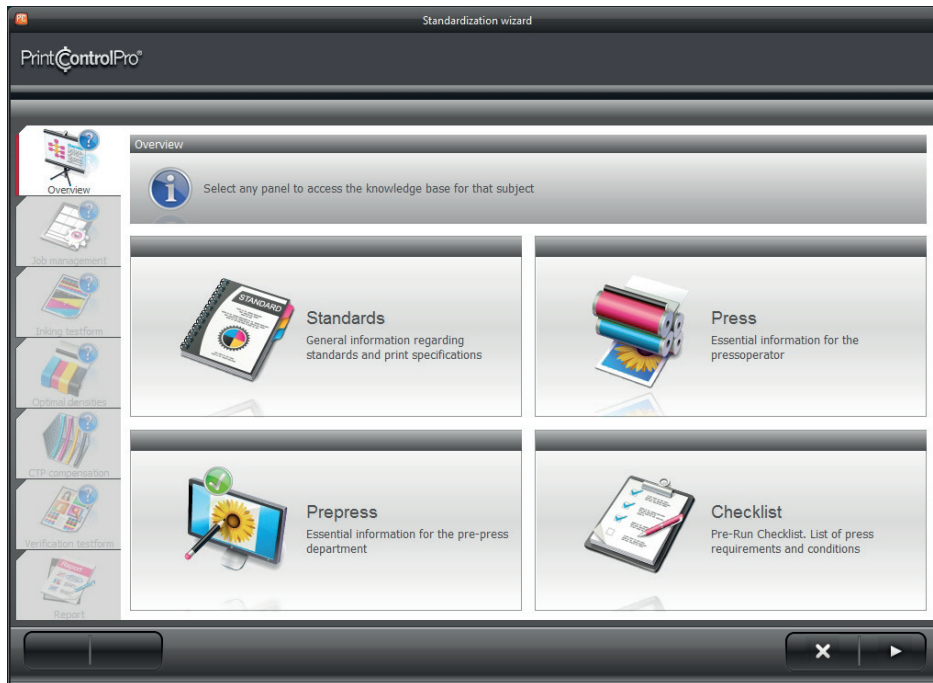 PC
Standardization wizard
PrintControlPro®
Overview
Job management
Inking testform
Optimal densities
CTP compensation
Verification testform
Report
Overview
Select any panel to access the knowledge base for that subject
STANDARD
Standards
General information regarding
standards and print specifications
Press
Essential information for the
pressoperator
Prepress
Essential information for the pre-press
department
Checklist
Pre-Run Checklist. List of press
requirements and conditions